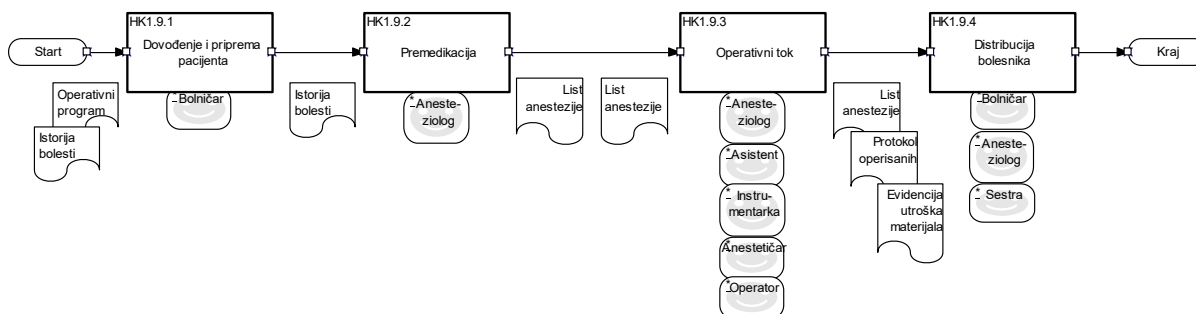 HK1.9.1
HK1.9.2
HK1.9.3
HK1.9.4
Start
Dovođenje i priprema
pacijenta
Premedikacija
Operativni tok
Distribucija
bolesnika
Kraj
Operativni
program
Istorija
bolesti
* Bolničar
Istorija
bolesti
* Aneste-
ziolog
List
anestezije
List
anestezije
* Aneste-
ziolog
* Asistent
* Instru-
mentarka
* Anestetičar
* Operator
List
anestezije
Protokol
operisanih
Evidencija
utroška
materijala
* Bolničar
* Aneste-
ziolog
* Sestra